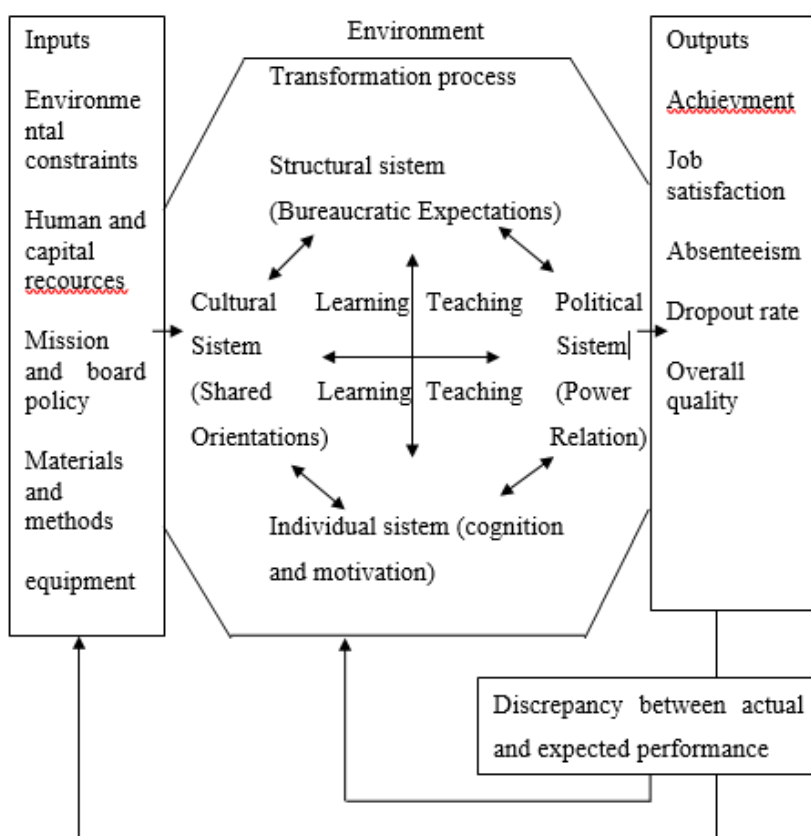 Inputs
Environme
ntal
constraints
Human and
capital
recources
Mission
and board
policy
Materials
and
methods
equipment
Environment
Transformation process
Structural sistem
(Bureaucratic Expectations)
Cultural
Sistem
(Shared
Orientations)
Learning Teaching
Learning Teaching
Political
Sistem
(Power
Relation)
Individual sistem (cognition
and motivation)
Outputs
Achievment
Job
satisfaction
Absenteeism
Dropout rate
Overall
quality
Discrepancy between actual
and expected performance